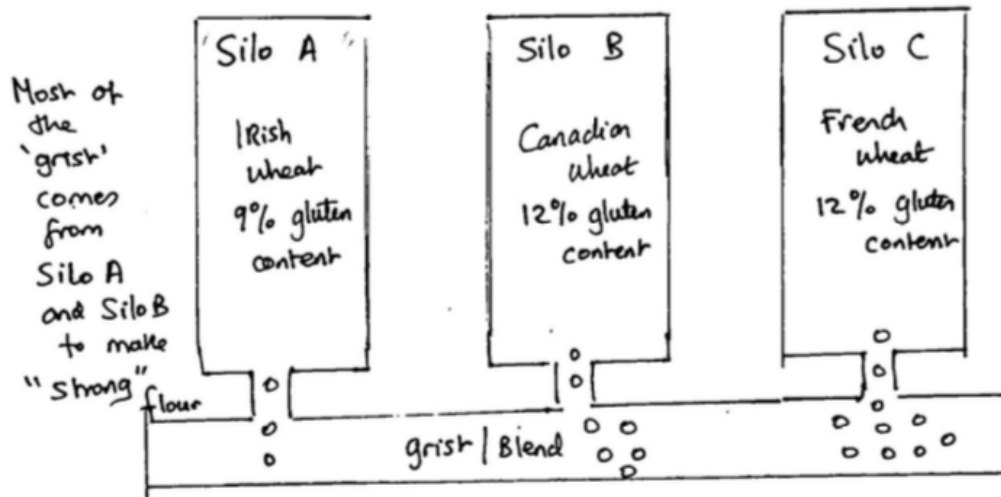 Most of
the
'grist'
comes
from
Silo A
and Silo B
to make
"strong"
flour
Silo A
Irish
wheat
9% gluten
content
Silo B
Canadian
wheat
12% gluten
content
Silo C
French
wheat
12% gluten
content
grist / Blend